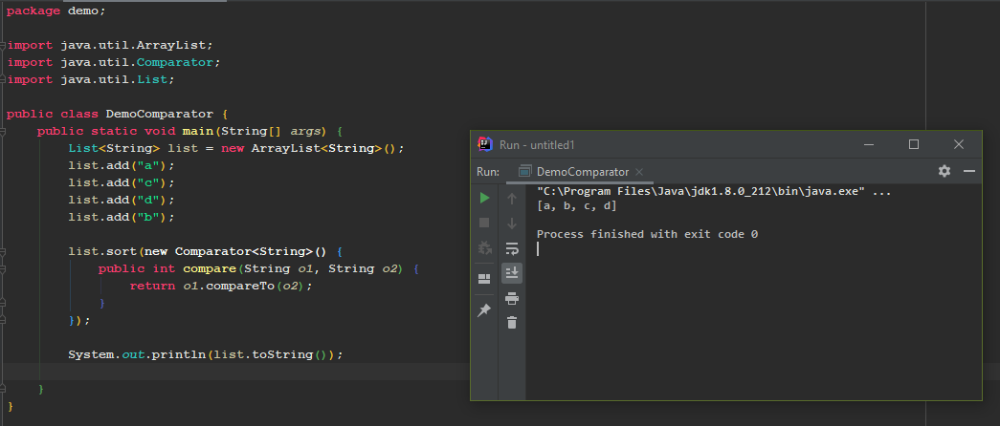 package demo;
import java.util.ArrayList;
import java.util.Comparator;
import java.util.List;
public class DemoComparator {
public static void main(String[] args) {
List<String> list = new ArrayList<String>();
list.add("a");
list.add("c");
list.add("d");
list.add("b");
list.sort(new Comparator<String>() {
public int compare(String o1, String o2) {
return o1.compareTo(o2);
}
});
System.out.println(list.toString());
}
}
Run - untitled1
Run: DemoComparator
"C:\Program Files\Java\jdk1.8.0_212\bin\java.exe" ...
[a, b, c, d]
Process finished with exit code 0